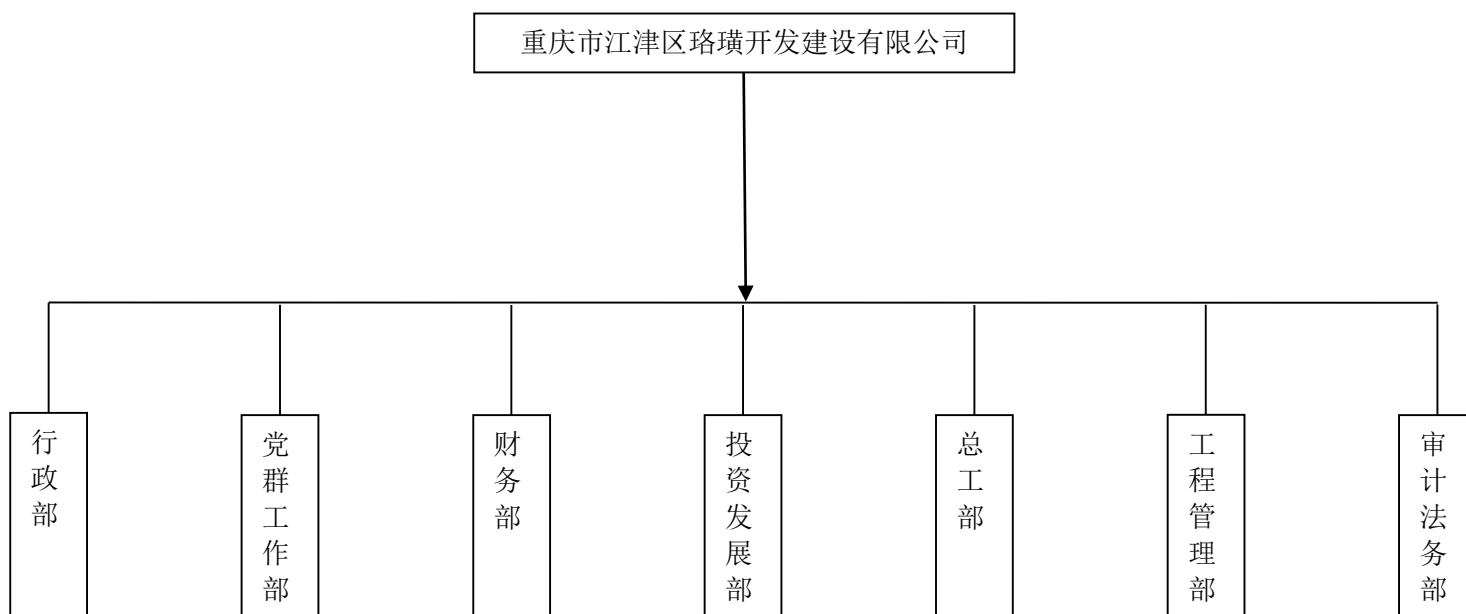 重庆市江津区珞璜开发建设有限公司
行政部
党群工作部
财务部
投资发展部
总工部
工程管理部
审计法务部